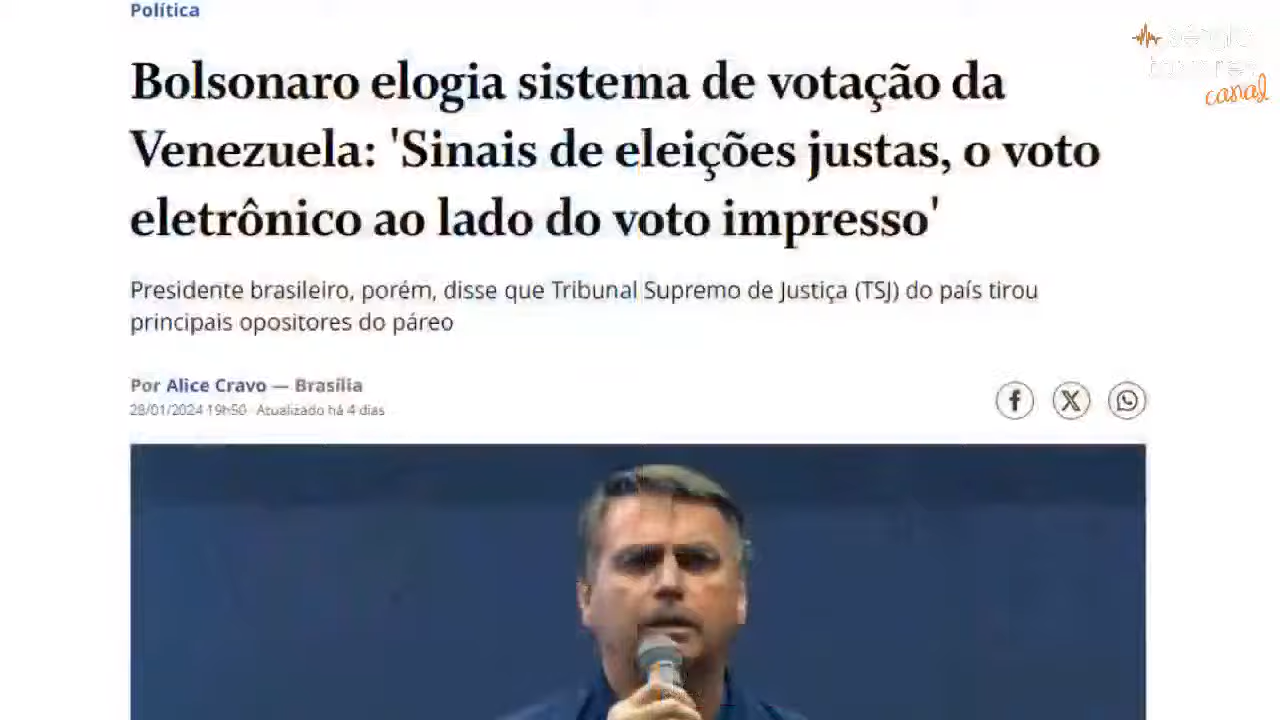 Política
Bolsonaro elogia sistema de votação da
Venezuela: 'Sinais de eleições justas, o voto
eletrônico ao lado do voto impresso'
Presidente brasileiro, porém, disse que Tribunal Supremo de Justiça (TSJ) do país tirou
principais opositores do páreo
Por Alice Cravo — Brasília
28/01/2024 19h50 · Atualizado há 4 dias
canal